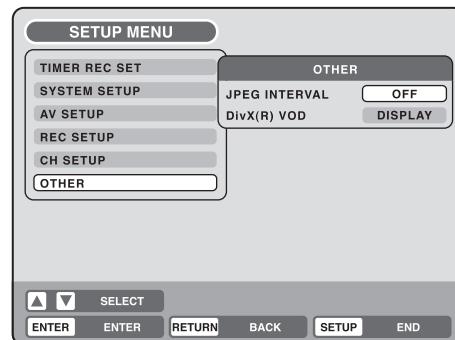 SETUP MENU
TIMER REC SET
SYSTEM SETUP
AV SETUP
REC SETUP
CH SETUP
OTHER
OTHER
JPEG INTERVAL OFF
DivX(R) VOD DISPLAY
SELECT
ENTER ENTER RETURN BACK SETUP END